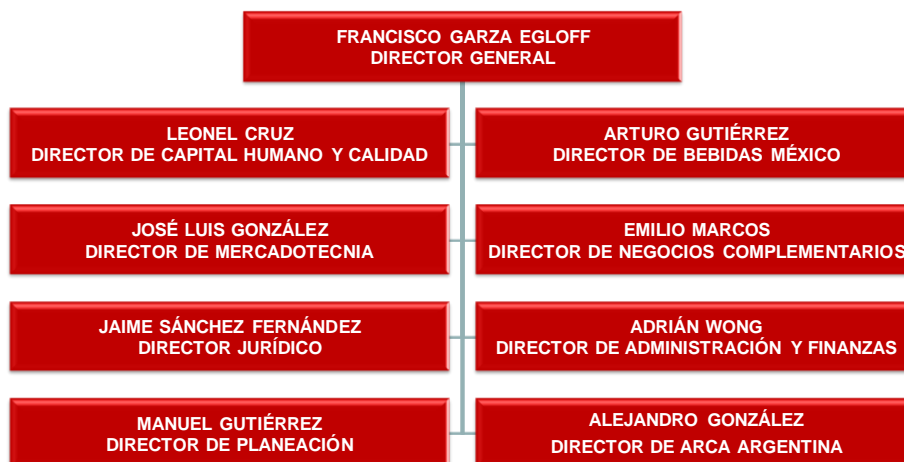 FRANCISCO GARZA EGLOFF
DIRECTOR GENERAL
LEONEL CRUZ
DIRECTOR DE CAPITAL HUMANO Y CALIDAD
ARTURO GUTIÉRREZ
DIRECTOR DE BEBIDAS MÉXICO
JOSÉ LUIS GONZÁLEZ
DIRECTOR DE MERCADOTECNIA
EMILIO MARCOS
DIRECTOR DE NEGOCIOS COMPLEMENTARIOS
JAIME SÁNCHEZ FERNÁNDEZ
DIRECTOR JURÍDICO
ADRIÁN WONG
DIRECTOR DE ADMINISTRACIÓN Y FINANZAS
MANUEL GUTIÉRREZ
DIRECTOR DE PLANEACIÓN
ALEJANDRO GONZÁLEZ
DIRECTOR DE ARCA ARGENTINA